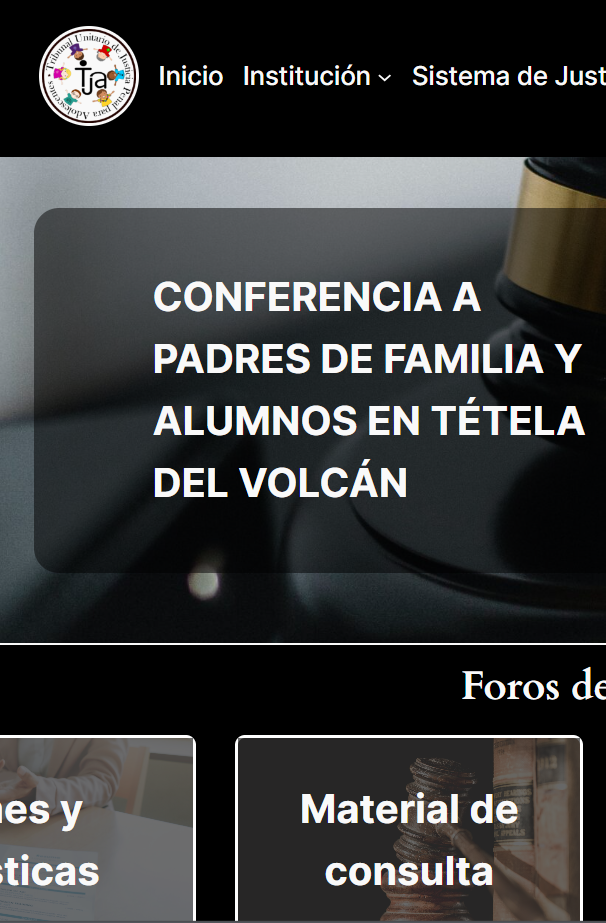 Tribunal Unitario de Justicia Penal para Adolescentes
tja
Inicio Institución Sistema de Just
CONFERENCIA A
PADRES DE FAMILIA Y
ALUMNOS EN TÉTELA
DEL VOLCÁN
Foros de
nes y
sticas
Material de
consulta